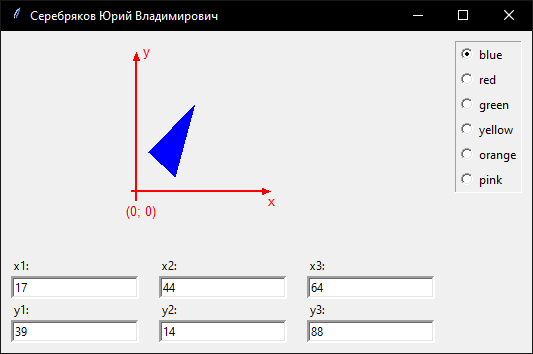 Серебряков Юрий Владимирович
y
x
(0; 0)
blue
red
green
yellow
orange
pink
x1:
x2:
x3:
17
44
64
y1:
y2:
y3:
39
14
88